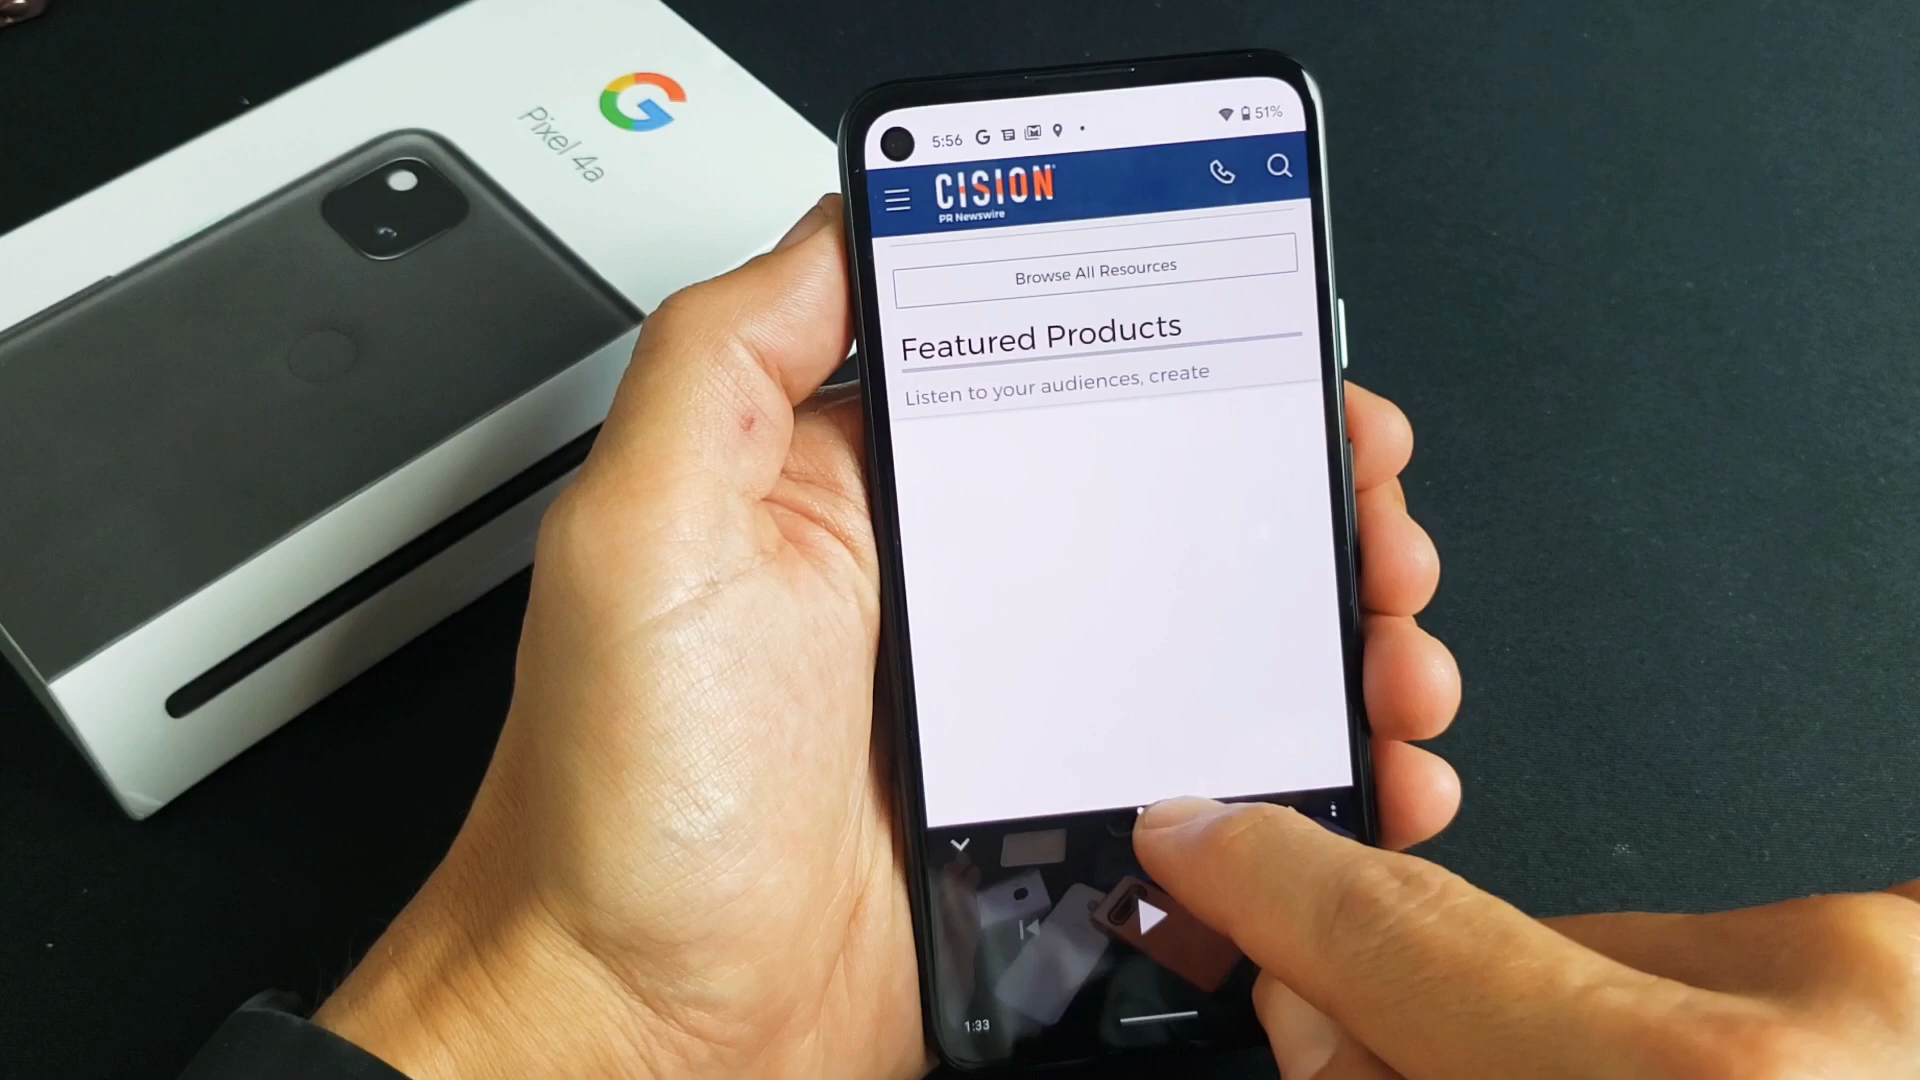 Pixel 4a
5:56
51%
CISION
PR Newswire
Browse All Resources
Featured Products
Listen to your audiences, create
1:33